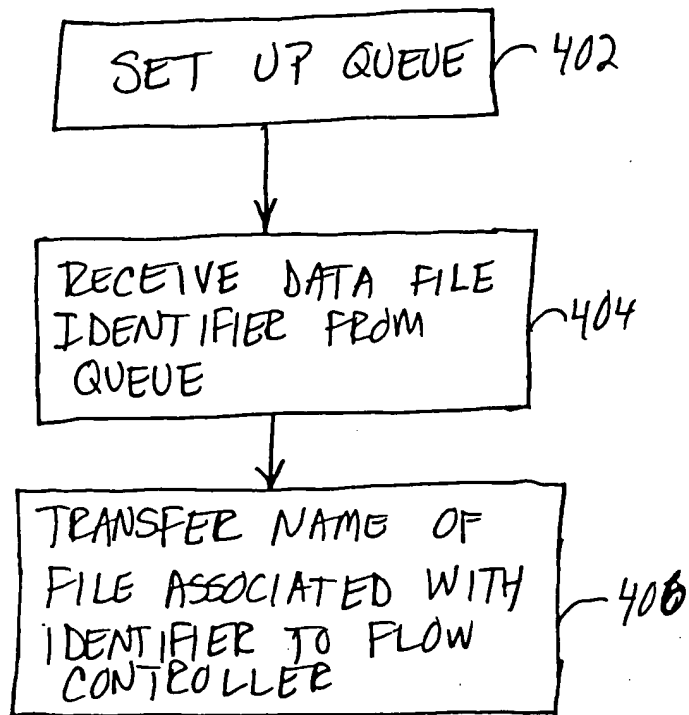 SET UP QUEUE 402
RECEIVE DATA FILE
IDENTIFIER FROM 404
QUEUE
TRANSFER NAME OF
FILE ASSOCIATED WITH 406
IDENTIFIER TO FLOW
CONTROLLER